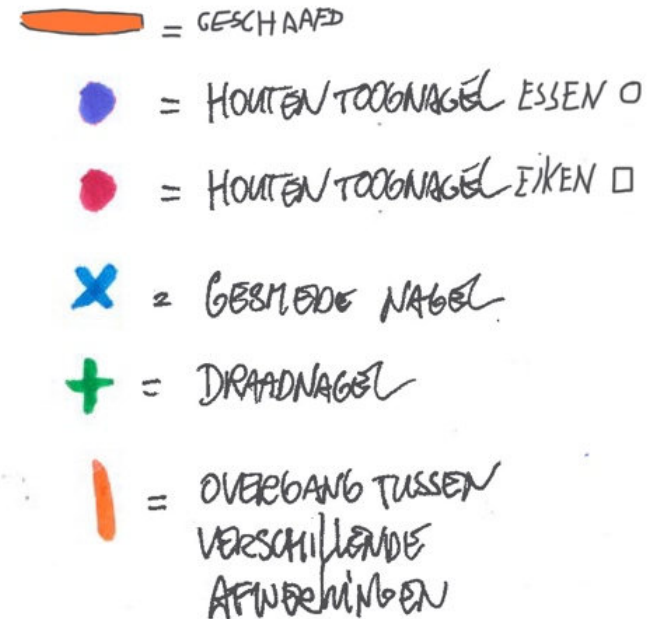 = GESCHAAFD
= HOUTEN TOOGNAGEL ESSEN O
= HOUTEN TOOGNAGEL EIKEN □
= GESMEDE NAGEL
= DRAADNAGEL
= OVERGANG TUSSEN
VERSCHILLENDE
AFWERKINGEN